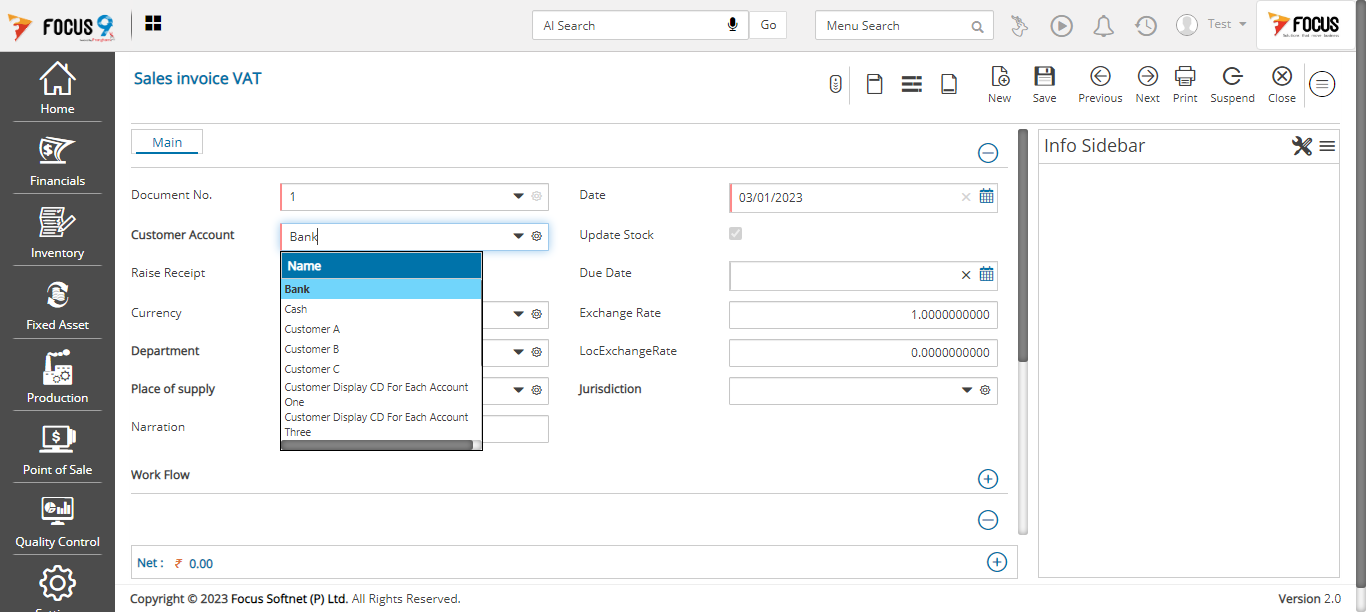 FOCUS 9
AI Search
Go
Menu Search
Test
FOCUS
Home
Financials
Inventory
Fixed Asset
Production
Point of Sale
Quality Control
Sales invoice VAT
New
Save
Previous
Next
Print
Suspend
Close
Main
Info Sidebar
Document No.
1
Date
03/01/2023
Customer Account
Bank
Update Stock
Name
Bank
Cash
Customer A
Customer B
Customer C
Customer Display CD For Each Account
One
Customer Display CD For Each Account
Three
Raise Receipt
Due Date
Currency
Exchange Rate
1.0000000000
Department
LocExchangeRate
0.0000000000
Place of supply
Jurisdiction
Narration
Work Flow
Net : ₹ 0.00
Copyright © 2023 Focus Softnet (P) Ltd. All Rights Reserved.
Version 2.0